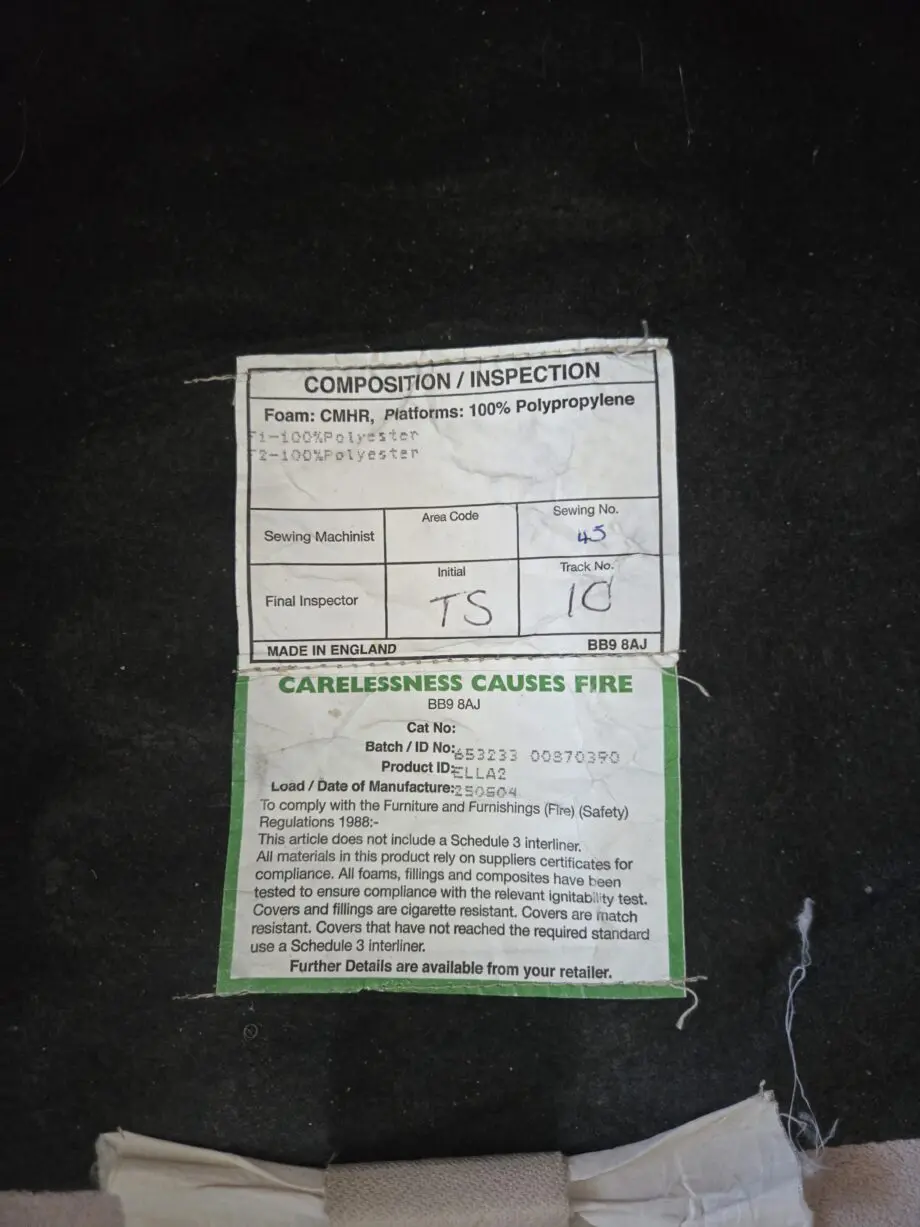 COMPOSITION / INSPECTION
Foam: CMHR, Platforms: 100% Polypropylene
F1-100%Polyester
F2-100%Polyester
Area Code
Sewing No.
Sewing Machinist
45
Initial
Track No.
Final Inspector
TS
MADE IN ENGLAND
BB9 8AJ
CARELESSNESS CAUSES FIRE
BB9 8AJ
Cat No:
Batch / ID No: 653233 00870390
Product ID: ELLA2
Load / Date of Manufacture:
To comply with the Furniture and Furnishings (Fire) (Safety)
Regulations 1988:-
This article does not include a Schedule 3 interliner.
All materials in this product rely on suppliers certificates for
compliance. All foams, fillings and composites have been
tested to ensure compliance with the relevant ignitability test.
Covers and fillings are cigarette resistant. Covers are match
resistant. Covers that have not reached the required standard
use a Schedule 3 interliner.
Further Details are available from your retailer.